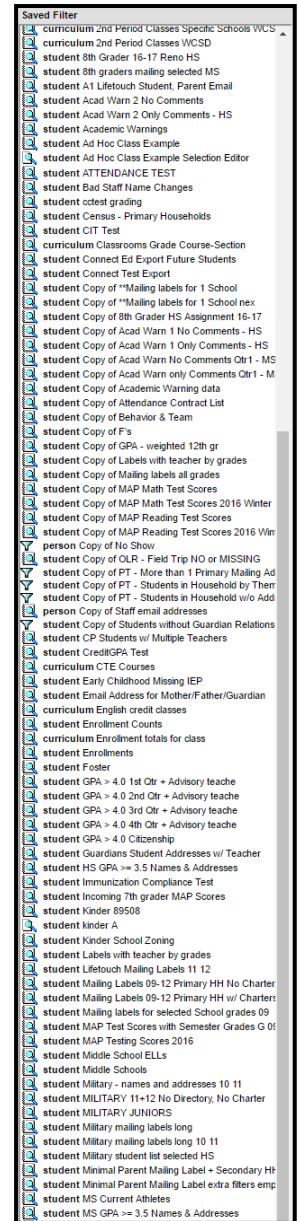 Saved Filter
curriculum 2nd Period Classes Specific Schools WCS
curriculum 2nd Period Classes WCSD
student 8th Grader 16-17 Reno HS
student 8th graders mailing selected MS
student A1 Lifetouch Student, Parent Email
student Acad Warn 2 No Comments
student Acad Warn 2 Only Comments - HS
student Academic Warnings
student Ad Hoc Class Example
student Ad Hoc Class Example Selection Editor
student ATTENDANCE TEST
student Bad Staff Name Changes
student cctest grading
student Census - Primary Households
student CIT Test
curriculum Classrooms Grade Course-Section
student Connect Ed Export Future Students
student Connect Test Export
student Copy of **Mailing labels for 1 School
student Copy of **Mailing labels for 1 School nex
student Copy of 8th Grader HS Assignment 16-17
student Copy of Acad Warn 1 No Comments - HS
student Copy of Acad Warn 1 Only Comments - HS
student Copy of Acad Warn No Comments Qtr1 - MS
student Copy of Acad Warn only Comments Qtr1 - M
student Copy of Academic Warning data
student Copy of Attendance Contract List
student Copy of Behavior & Team
student Copy of F's
student Copy of GPA - weighted 12th gr
student Copy of Labels with teacher by grades
student Copy of Mailing labels all grades
student Copy of MAP Math Test Scores
student Copy of MAP Math Test Scores 2016 Winter
student Copy of MAP Reading Test Scores
student Copy of MAP Reading Test Scores 2016 Win
person Copy of No Show
student Copy of OLR - Field Trip NO or MISSING
student Copy of PT - More than 1 Primary Mailing Ad
student Copy of PT - Students in Household by Them
student Copy of PT - Students in Household w/o Add
person Copy of Staff email addresses
student Copy of Students without Guardian Relations
student CP Students w/ Multiple Teachers
student CreditGPA Test
curriculum CTE Courses
student Early Childhood Missing IEP
student Email Address for Mother/Father/Guardian
curriculum English credit classes
student Enrollment Counts
curriculum Enrollment totals for class
student Enrollments
student Foster
student GPA > 4.0 1st Qtr + Advisory teache
student GPA > 4.0 2nd Qtr + Advisory teache
student GPA > 4.0 3rd Qtr + Advisory teache
student GPA > 4.0 4th Qtr + Advisory teache
student GPA > 4.0 Citizenship
student Guardians Student Addresses w/ Teacher
student HS GPA >= 3.5 Names & Addresses
student Immunization Compliance Test
student Incoming 7th grader MAP Scores
student Kinder 89508
student kinder A
student Kinder School Zoning
student Labels with teacher by grades
student Lifetouch Mailing Labels 11 12
student Mailing Labels 09-12 Primary HH No Charter
student Mailing Labels 09-12 Primary HH w/ Charters
student Mailing labels for selected School grades 09
student MAP Test Scores with Semester Grades G 09
student MAP Testing Scores 2016
student Middle School ELLs
student Middle Schools
student Military - names and addresses 10 11
student MILITARY 11+12 No Directory, No Charter
student MILITARY JUNIORS
student Military mailing labels long
student Military mailing labels long 10 11
student Military student list selected HS
student Minimal Parent Mailing Label + Secondary HH
student Minimal Parent Mailing Label extra filters emp
student MS Current Athletes
student MS GPA >= 3.5 Names & Addresses